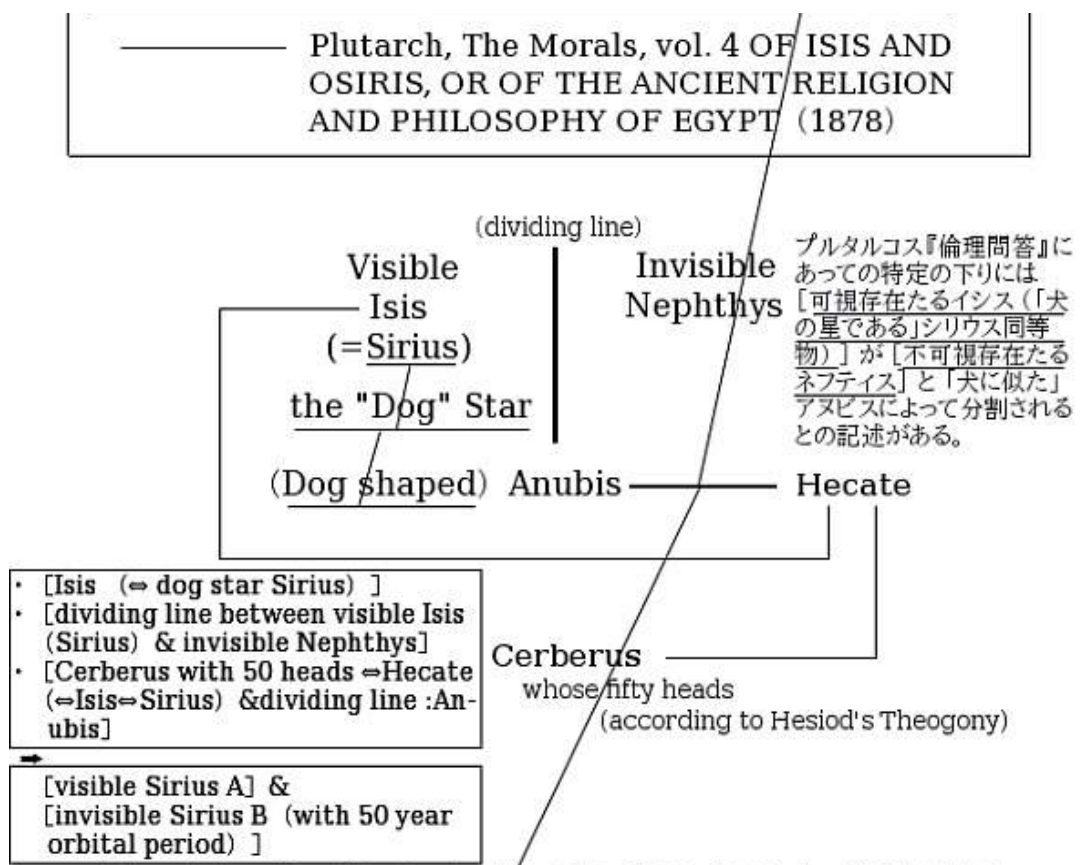 Plutarch, The Morals, vol. 4 OF ISIS AND
OSIRIS, OR OF THE ANCIENT RELIGION
AND PHILOSOPHY OF EGYPT (1878)
(dividing line)
Visible
Isis
(=Sirius)
the "Dog" Star
(Dog shaped) Anubis
Invisible
Nephthys
プルタルコス『倫理問答』に
あっての特定の下りには
[可視存在たるイシス(「犬
の星である」シリウス同等
物)]が[不可視存在たる
ネフティス]と「犬に似た」
アヌビスによって分割される
との記述がある。
Hecate
・ [Isis (⇔ dog star Sirius) ]
・ [dividing line between visible Isis
(Sirius) & invisible Nephthys]
・ [Cerberus with 50 heads ⇔Hecate
(⇔Isis⇔Sirius) &dividing line :An-
ubis]
Cerberus
whose fifty heads
(according to Hesiod's Theogony)
➡
[visible Sirius A] &
[invisible Sirius B (with 50 year
orbital period) ]